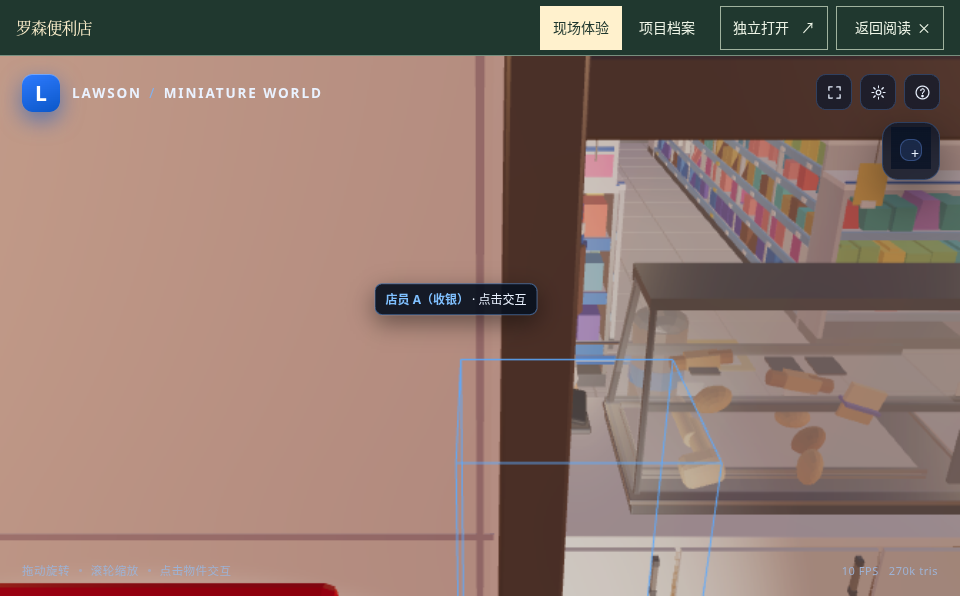 罗森便利店
现场体验
项目档案
独立打开 ↗
返回阅读 ×
L
LAWSON / MINIATURE WORLD
店员 A（收银） · 点击交互
拖动旋转 · 滚轮缩放 · 点击物件交互
10 FPS 270k tris